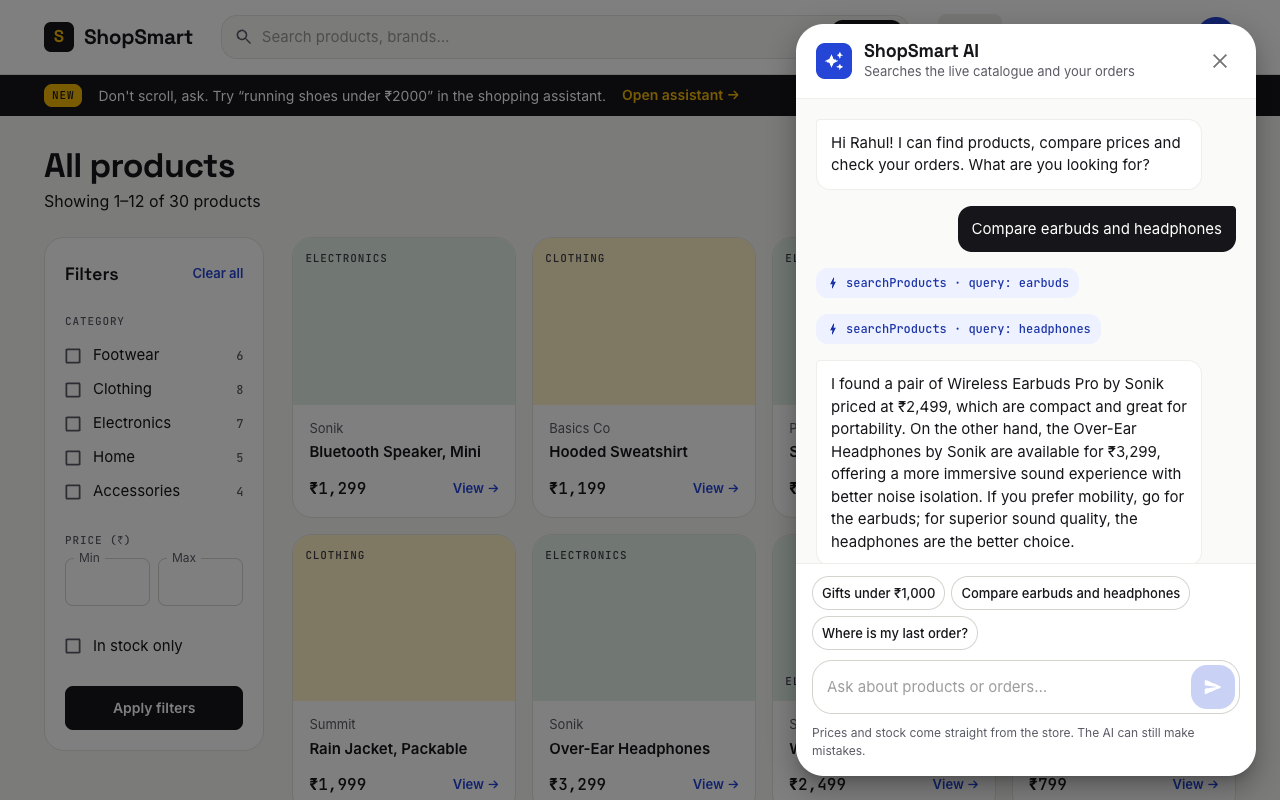 S
ShopSmart
Search products, brands...
NEW
Don't scroll, ask. Try “running shoes under ₹2000” in the shopping assistant.
Open assistant →
All products
Showing 1–12 of 30 products
Filters
Clear all
CATEGORY
Footwear 6
Clothing 8
Electronics 7
Home 5
Accessories 4
PRICE (₹)
Min
Max
In stock only
Apply filters
ELECTRONICS
Sonik
Bluetooth Speaker, Mini
₹1,299
View →
CLOTHING
Basics Co
Hooded Sweatshirt
₹1,199
View →
CLOTHING
Summit
Rain Jacket, Packable
₹1,999
View →
ELECTRONICS
Sonik
Over-Ear Headphones
₹3,299
View →
₹2,499
View →
₹799
View →
ShopSmart AI
Searches the live catalogue and your orders
Hi Rahul! I can find products, compare prices and
check your orders. What are you looking for?
Compare earbuds and headphones
searchProducts · query: earbuds
searchProducts · query: headphones
I found a pair of Wireless Earbuds Pro by Sonik
priced at ₹2,499, which are compact and great for
portability. On the other hand, the Over-Ear
Headphones by Sonik are available for ₹3,299,
offering a more immersive sound experience with
better noise isolation. If you prefer mobility, go for
the earbuds; for superior sound quality, the
headphones are the better choice.
Gifts under ₹1,000
Compare earbuds and headphones
Where is my last order?
Ask about products or orders...
Prices and stock come straight from the store. The AI can still make
mistakes.